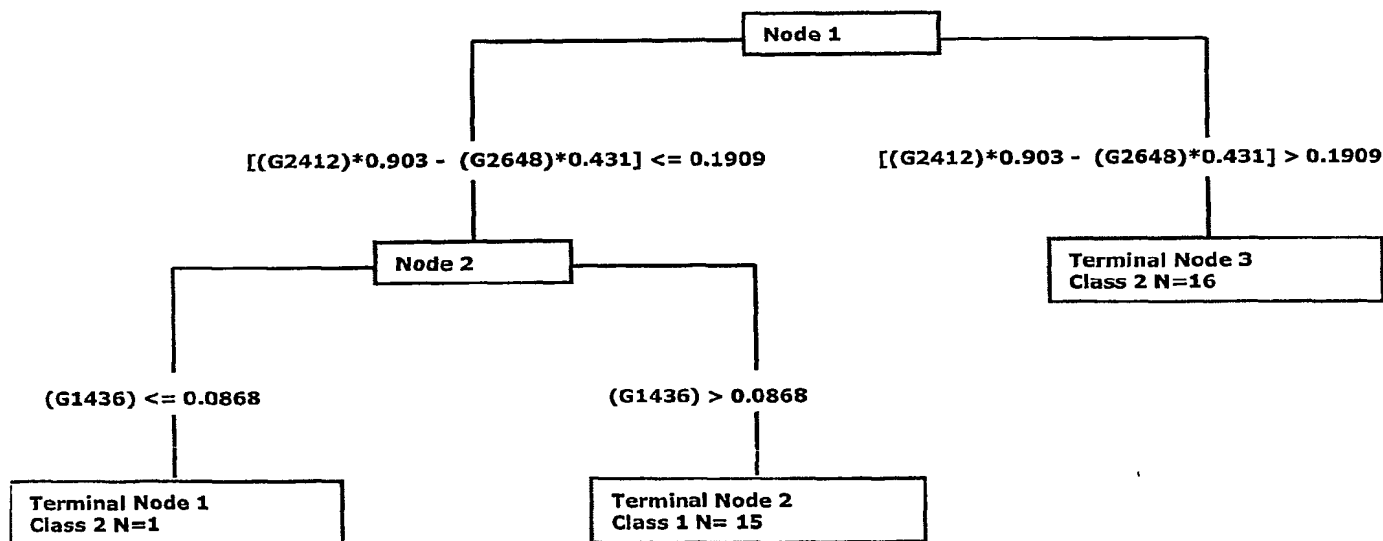 Node 1
[(G2412)*0.903 - (G2648)*0.431] <= 0.1909
[(G2412)*0.903 - (G2648)*0.431] > 0.1909
Node 2
Terminal Node 3
Class 2 N=16
(G1436) <= 0.0868
(G1436) > 0.0868
Terminal Node 1
Class 2 N=1
Terminal Node 2
Class 1 N= 15